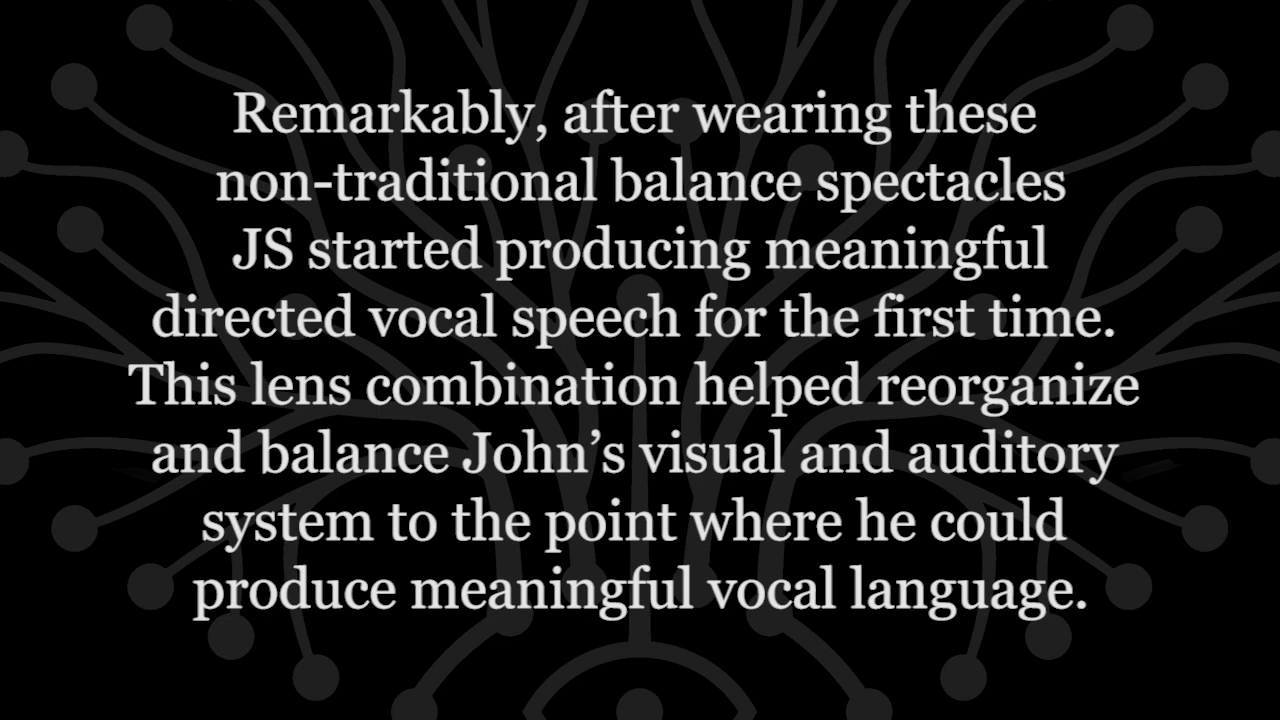 Remarkably, after wearing these
non-traditional balance spectacles
JS started producing meaningful
directed vocal speech for the first time.
This lens combination helped reorganize
and balance John’s visual and auditory
system to the point where he could
produce meaningful vocal language.